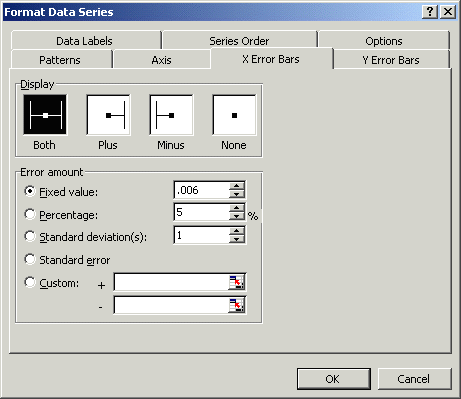 Format Data Series
Data Labels Series Order Options
Patterns Axis X Error Bars Y Error Bars
Display
Both Plus Minus None
Error amount
Fixed value: .006
Percentage: 5 %
Standard deviation(s): 1
Standard error
Custom: +
-
OK Cancel